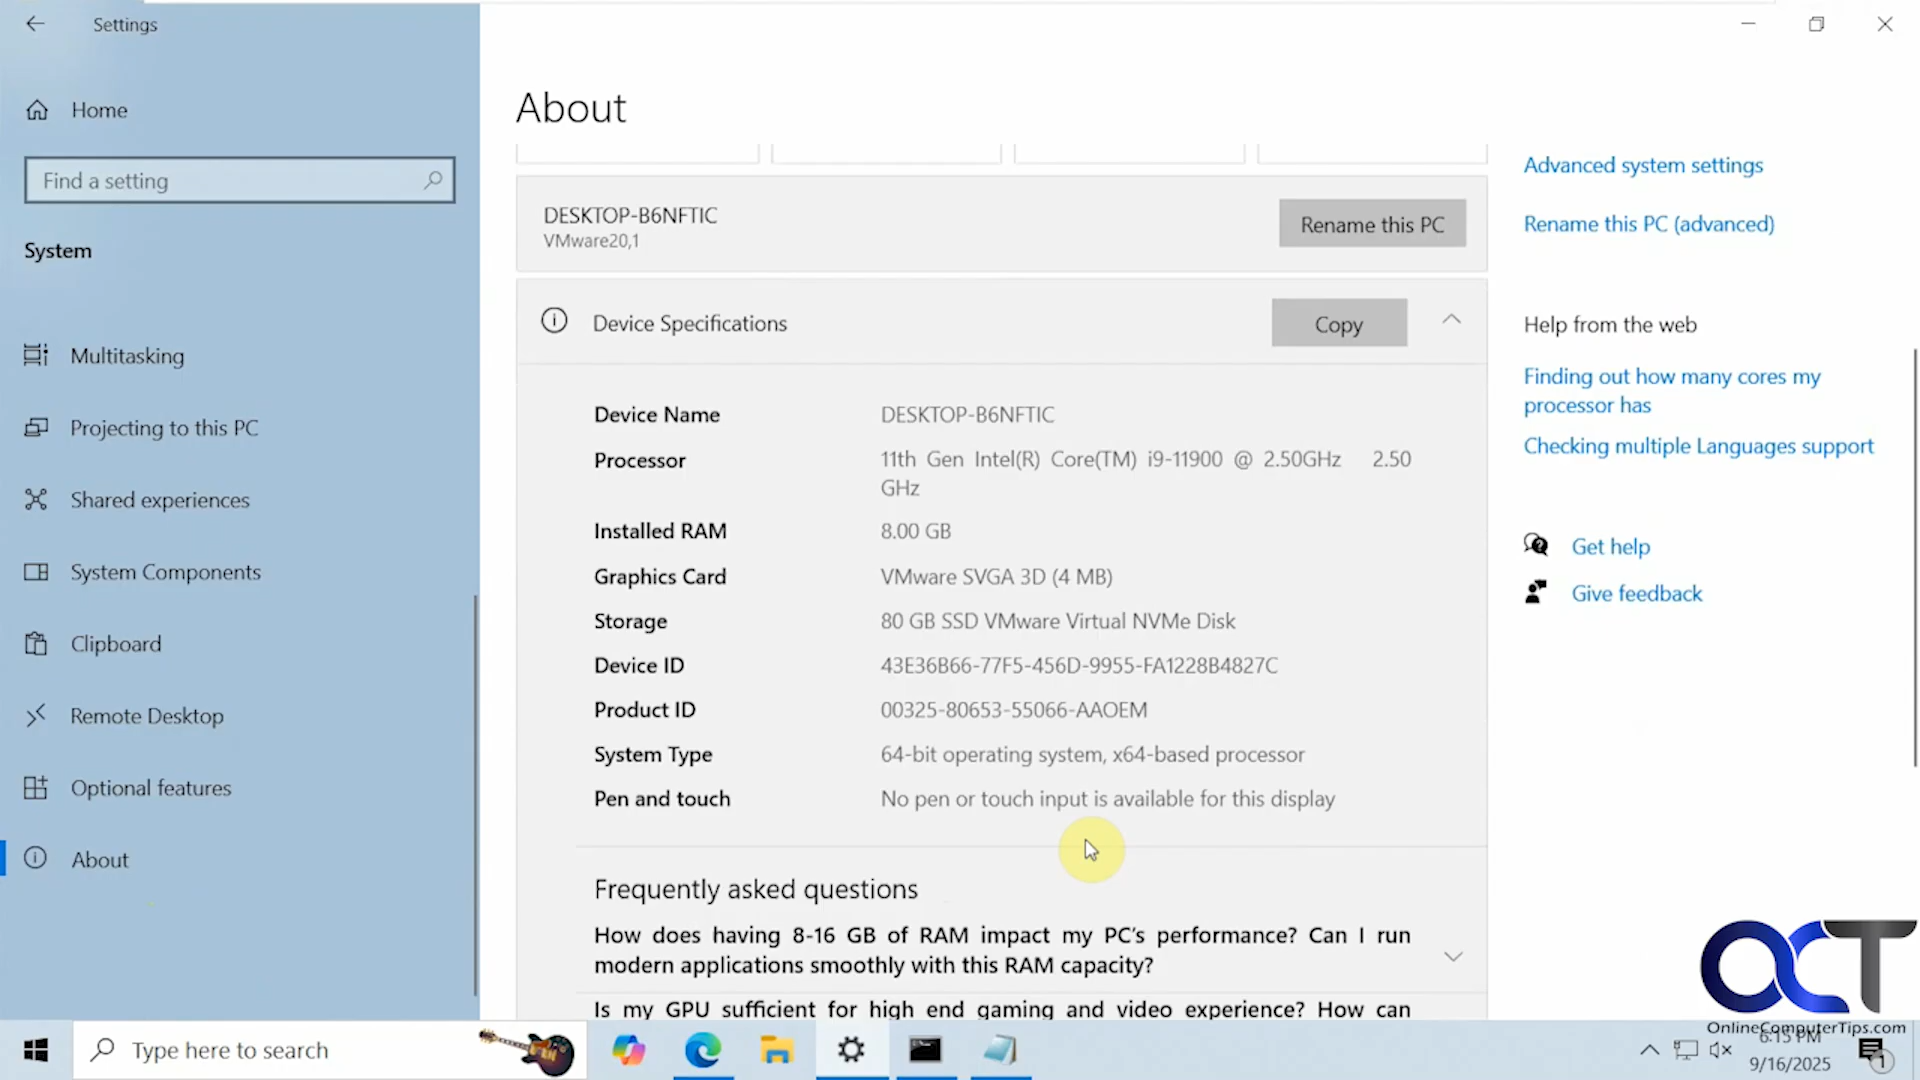 Settings
Home
Find a setting
System
Multitasking
Projecting to this PC
Shared experiences
System Components
Clipboard
Remote Desktop
Optional features
About
About
DESKTOP-B6NFTIC
VMware20,1
Rename this PC
Device Specifications
Copy
Device Name DESKTOP-B6NFTIC
Processor 11th Gen Intel(R) Core(TM) i9-11900 @ 2.50GHz 2.50
GHz
Installed RAM 8.00 GB
Graphics Card VMware SVGA 3D (4 MB)
Storage 80 GB SSD VMware Virtual NVMe Disk
Device ID 43E36B66-77F5-456D-9955-FA1228B4827C
Product ID 00325-80653-55066-AAOEM
System Type 64-bit operating system, x64-based processor
Pen and touch No pen or touch input is available for this display
Frequently asked questions
How does having 8-16 GB of RAM impact my PC's performance? Can I run
modern applications smoothly with this RAM capacity?
Is my GPU sufficient for high end gaming and video experience? How can
Advanced system settings
Rename this PC (advanced)
Help from the web
Finding out how many cores my
processor has
Checking multiple Languages support
Get help
Give feedback
OCT
OnlineComputerTips.com
Type here to search
6:15 PM
9/16/2025
1